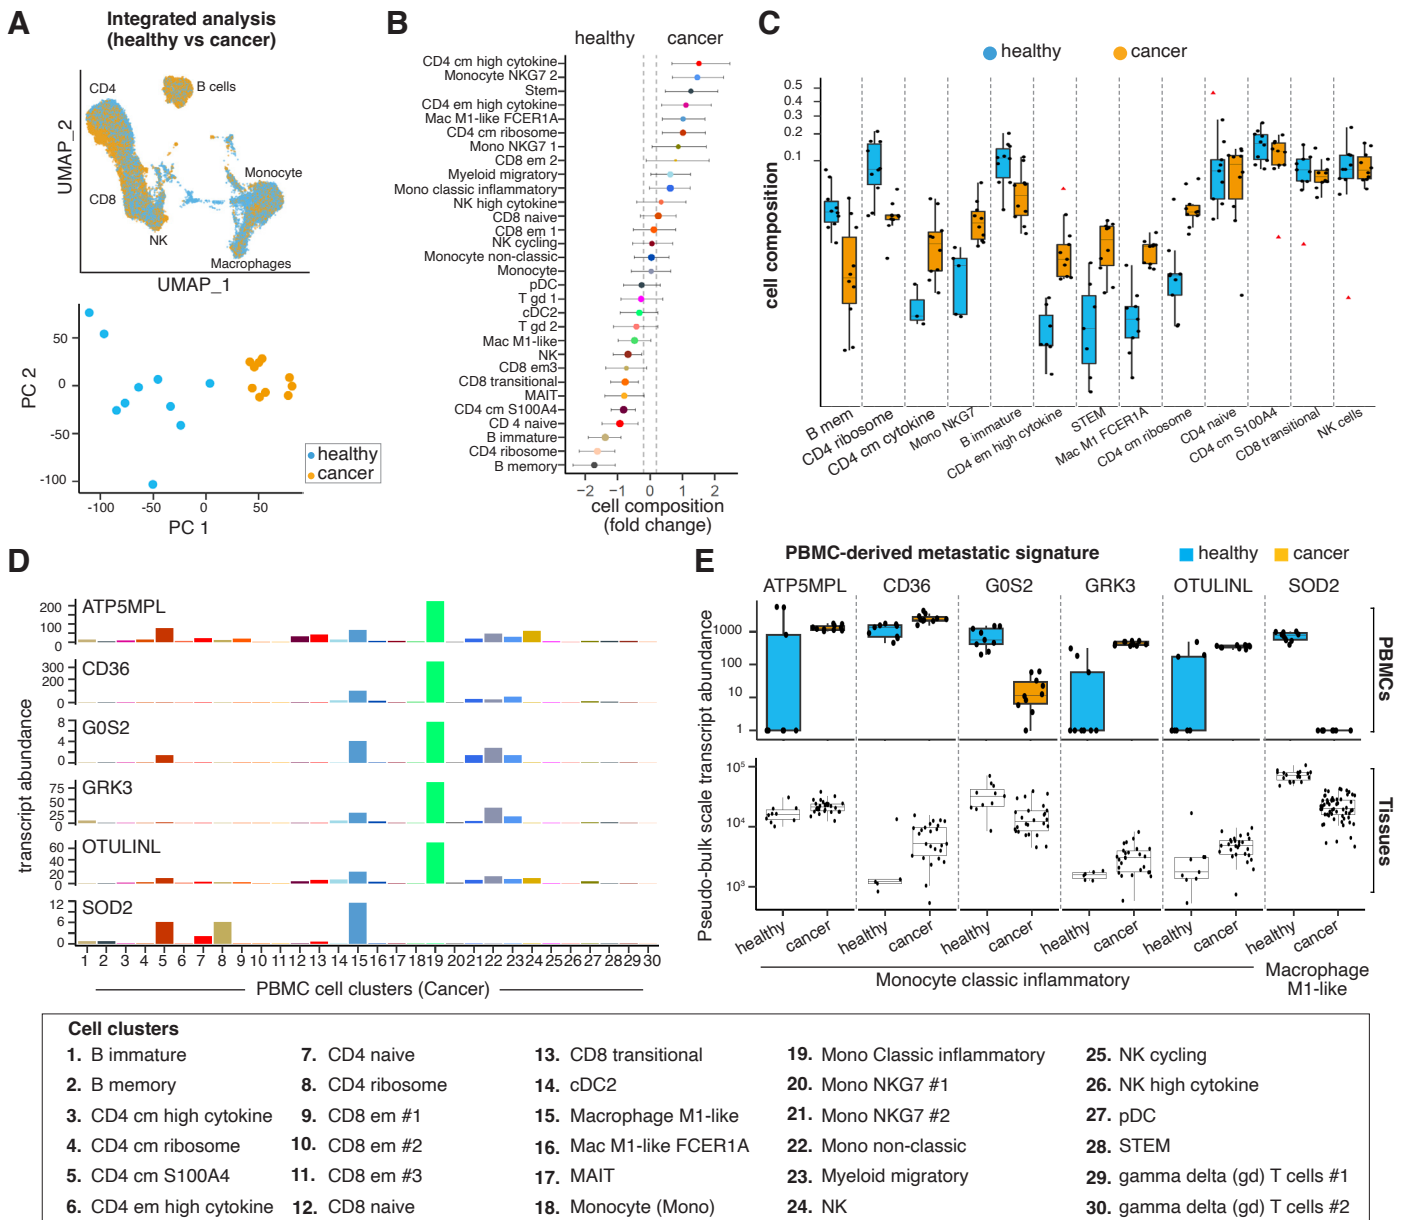 A
Integrated analysis
(healthy vs cancer)
CD4
B cells
CD8
Monocyte
NK
Macrophages
UMAP_2
UMAP_1
50
0
-50
-100
PC 2
-100
-50
0
50
PC 1
healthy
cancer
B
healthy
cancer
CD4 cm high cytokine
Monocyte NKG7 2
Stem
CD4 em high cytokine
Mac M1-like FCER1A
CD4 cm ribosome
Mono NKG7 1
CD8 em 2
Myeloid migratory
Mono classic inflammatory
NK high cytokine
CD8 naive
CD8 em 1
NK cycling
Monocyte non-classic
Monocyte
pDC
T gd 1
cDC2
T gd 2
Mac M1-like
NK
CD8 em3
CD8 transitional
MAIT
CD4 cm S100A4
CD 4 naive
B immature
CD4 ribosome
B memory
−2
−1
0
1
2
cell composition
(fold change)
C
healthy
cancer
0.5
0.4
0.3
0.2
0.1
cell composition
B mem
CD4 ribosome
CD4 cm cytokine
Mono NKG7
B immature
CD4 em high cytokine
STEM
Mac M1 FCER1A
CD4 cm ribosome
CD4 naive
CD4 cm S100A4
CD8 transitional
NK cells
D
transcript abundance
ATP5MPL
200
100
0
CD36
300
200
0
G0S2
8
4
0
GRK3
75
50
25
0
OTULINL
60
40
20
0
SOD2
12
6
0
1 2 3 4 5 6 7 8 9 10 11 12 13 14 15 16 17 18 19 20 21 22 23 24 25 26 27 28 29 30
PBMC cell clusters (Cancer)
E
PBMC-derived metastatic signature
healthy
cancer
ATP5MPL
CD36
G0S2
GRK3
OTULINL
SOD2
Pseudo-bulk scale transcript abundance
1000
100
10
1
PBMCs
10⁵
10⁴
10³
Tissues
healthy
cancer
healthy
cancer
healthy
cancer
healthy
cancer
healthy
cancer
healthy
cancer
Monocyte classic inflammatory
Macrophage
M1-like
Cell clusters
1. B immature
2. B memory
3. CD4 cm high cytokine
4. CD4 cm ribosome
5. CD4 cm S100A4
6. CD4 em high cytokine
7. CD4 naive
8. CD4 ribosome
9. CD8 em #1
10. CD8 em #2
11. CD8 em #3
12. CD8 naive
13. CD8 transitional
14. cDC2
15. Macrophage M1-like
16. Mac M1-like FCER1A
17. MAIT
18. Monocyte (Mono)
19. Mono Classic inflammatory
20. Mono NKG7 #1
21. Mono NKG7 #2
22. Mono non-classic
23. Myeloid migratory
24. NK
25. NK cycling
26. NK high cytokine
27. pDC
28. STEM
29. gamma delta (gd) T cells #1
30. gamma delta (gd) T cells #2